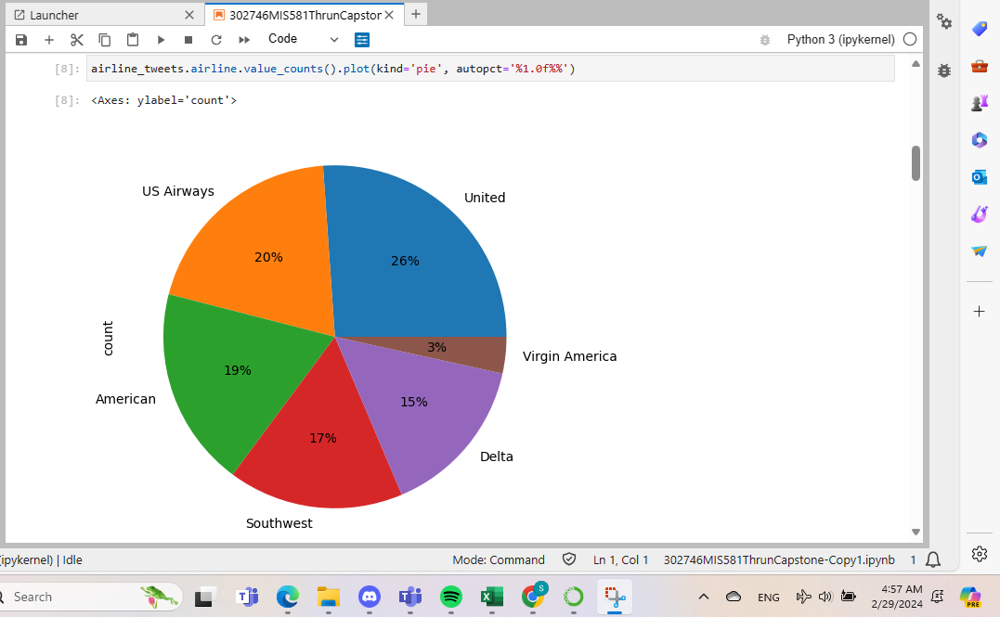 Launcher
302746MIS581ThrunCapstor
Code
Python 3 (ipykernel)
[8]: airline_tweets.airline.value_counts().plot(kind='pie', autopct='%1.0f%%')
[8]: <Axes: ylabel='count'>
US Airways
United
20%
26%
count
3%
Virgin America
19%
15%
American
17%
Delta
Southwest
(ipykernel) | Idle
Mode: Command
Ln 1, Col 1
302746MIS581ThrunCapstone-Copy1.ipynb
1
Search
S
ENG
4:57 AM
2/29/2024
PRE